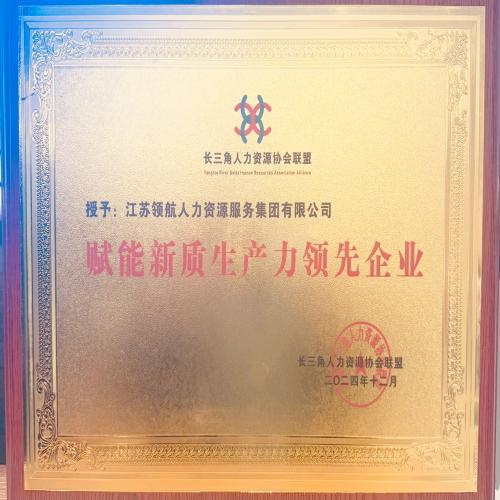 长三角人力资源协会联盟
Yangtze River Delta Human Resources Association Alliance
授予：江苏领航人力资源服务集团有限公司
赋能新质生产力领先企业
长三角人力资源协会联盟
二〇二四年十二月